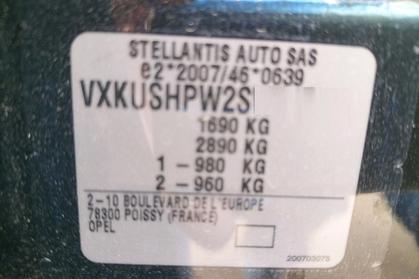 STELLANTIS AUTO SAS
e2*2007/46*0639
VXKUSHPW2S
1690 KG
2890 KG
1 - 980 KG
2 - 960 KG
2-10 BOULEVARD DE L'EUROPE
78300 POISSY (FRANCE)
OPEL
200703075